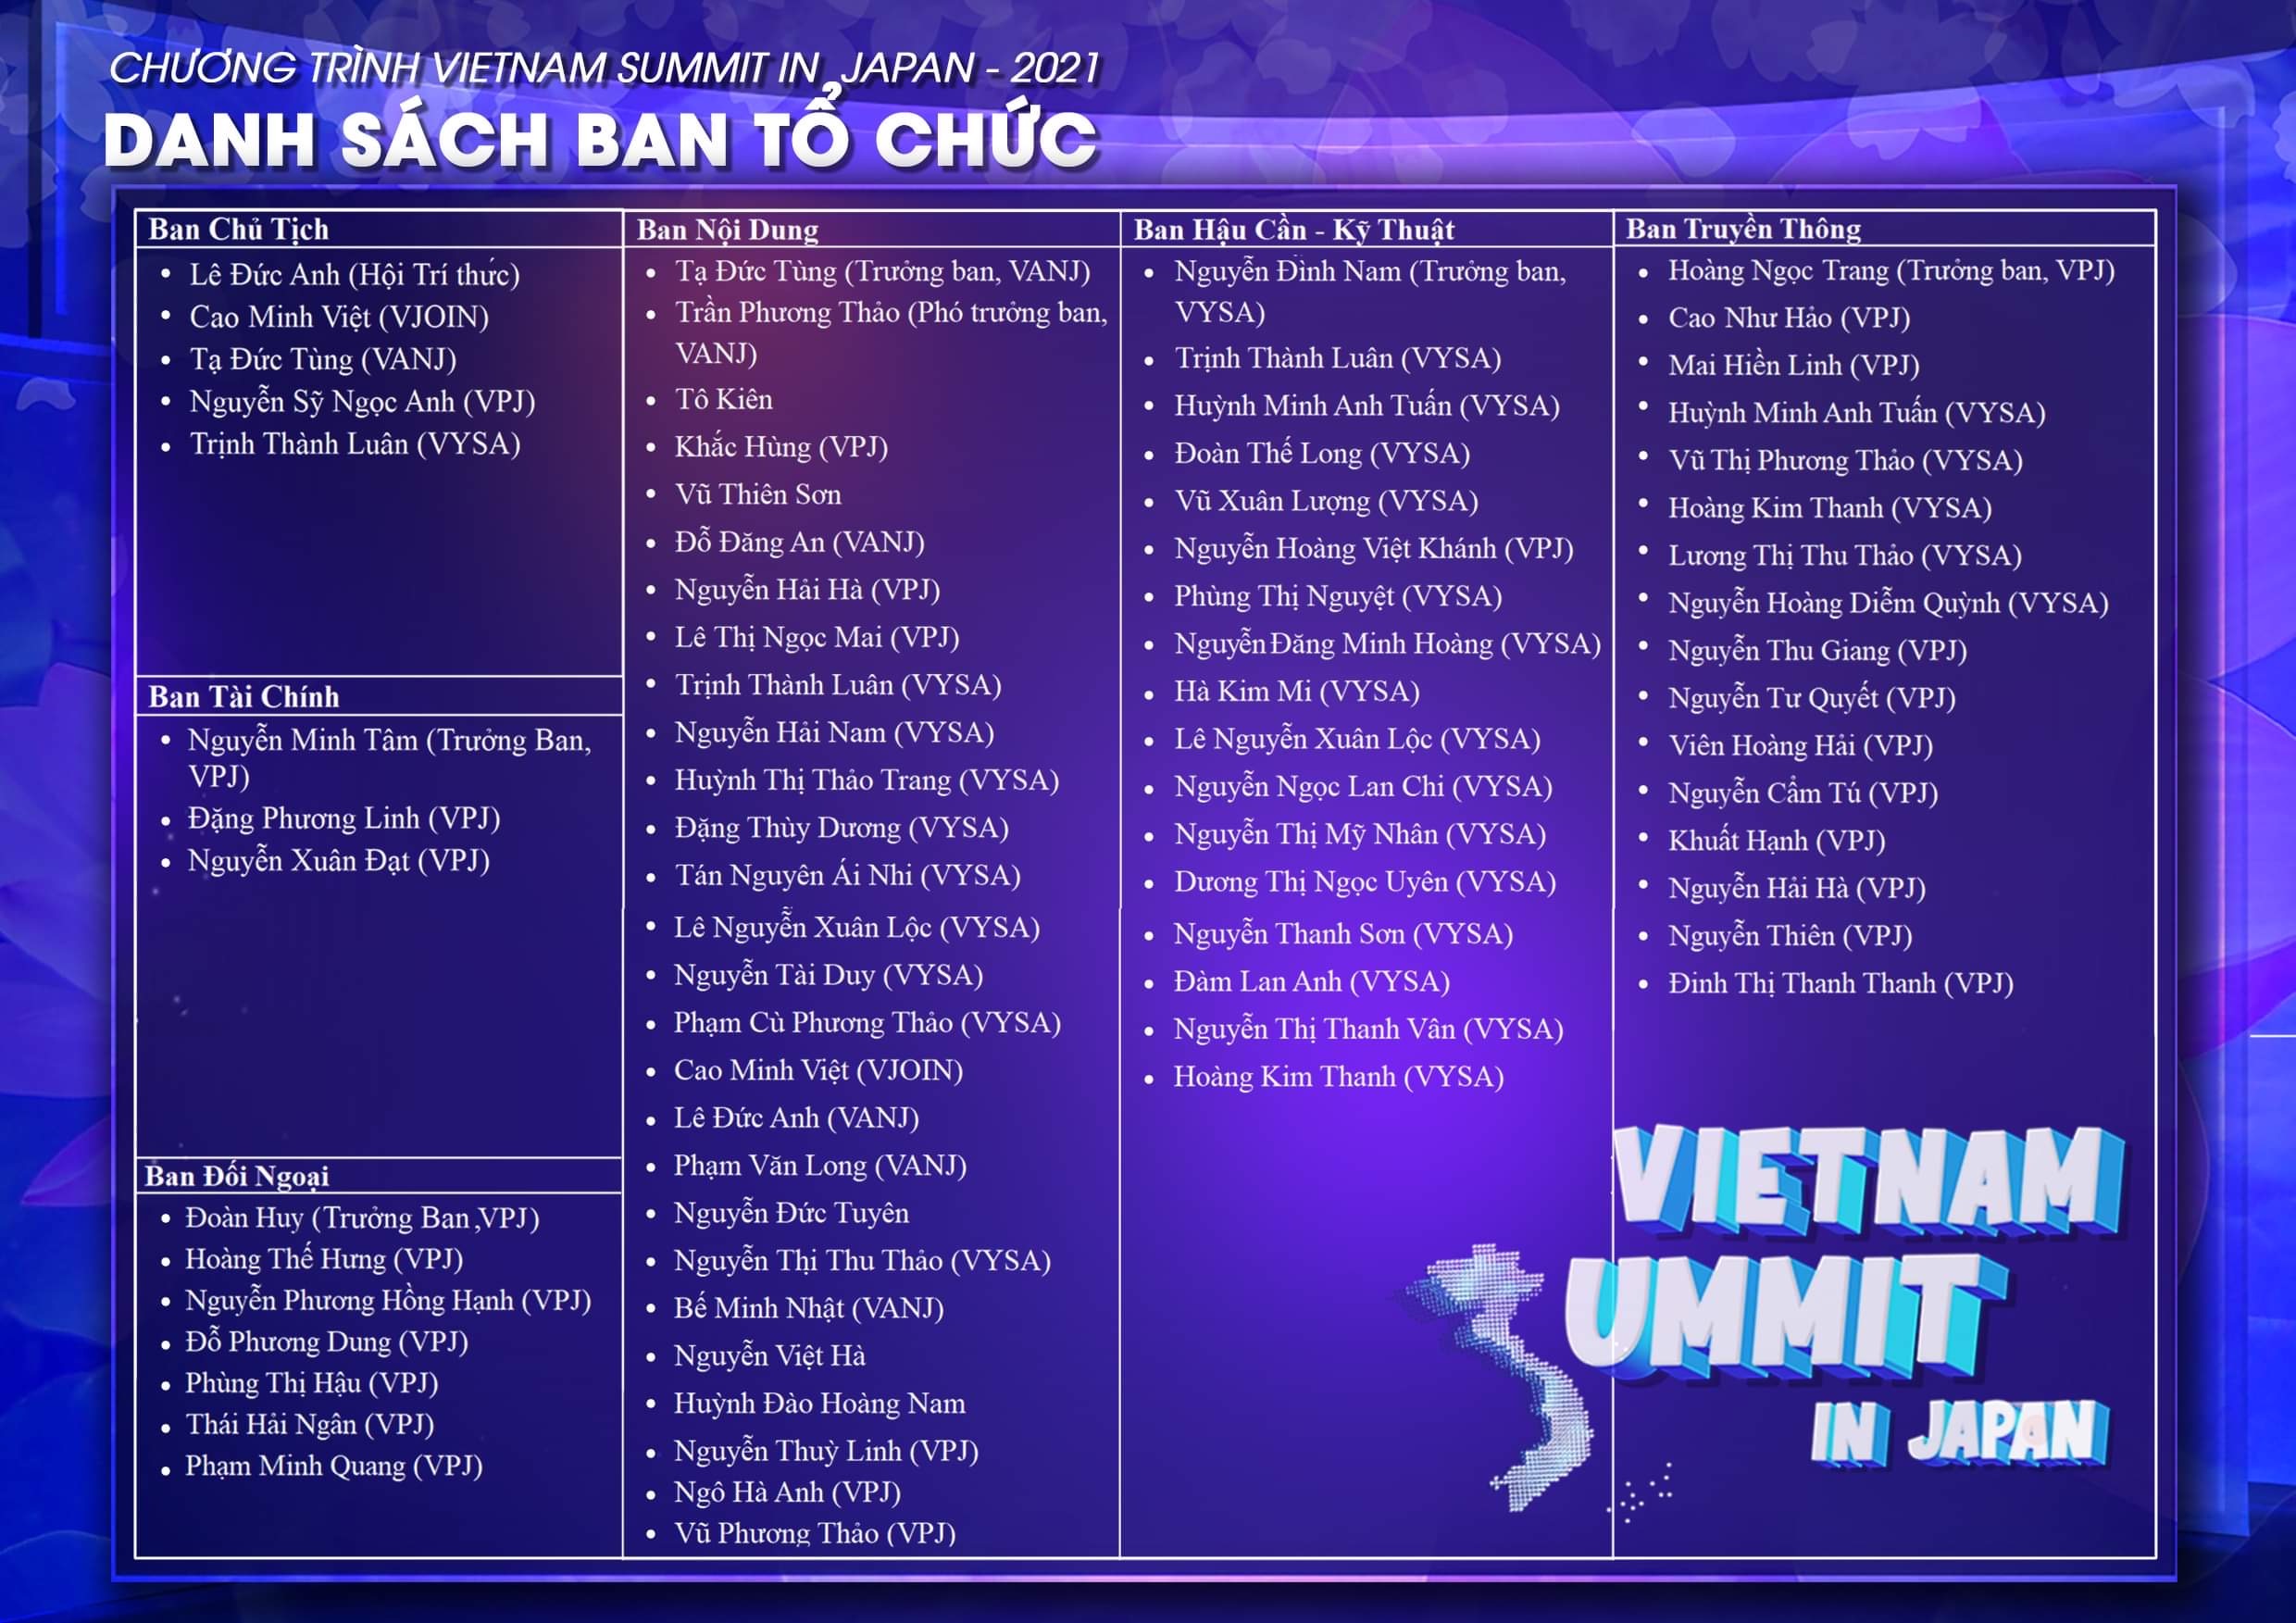 CHƯƠNG TRÌNH VIETNAM SUMMIT IN JAPAN - 2021
DANH SÁCH BAN TỔ CHỨC
Ban Chủ Tịch
• Lê Đức Anh (Hội Trí thức)
• Cao Minh Việt (VJOIN)
• Tạ Đức Tùng (VANJ)
• Nguyễn Sỹ Ngọc Anh (VPJ)
• Trịnh Thành Luân (VYSA)
Ban Tài Chính
• Nguyễn Minh Tâm (Trưởng Ban,
VPJ)
• Đặng Phương Linh (VPJ)
• Nguyễn Xuân Đạt (VPJ)
Ban Đối Ngoại
• Đoàn Huy (Trưởng Ban,VPJ)
• Hoàng Thế Hưng (VPJ)
• Nguyễn Phương Hồng Hạnh (VPJ)
• Đỗ Phương Dung (VPJ)
• Phùng Thị Hậu (VPJ)
• Thái Hải Ngân (VPJ)
• Phạm Minh Quang (VPJ)
Ban Nội Dung
• Tạ Đức Tùng (Trưởng ban, VANJ)
• Trần Phương Thảo (Phó trưởng ban,
VANJ)
• Tô Kiên
• Khắc Hùng (VPJ)
• Vũ Thiên Sơn
• Đỗ Đăng An (VANJ)
• Nguyễn Hải Hà (VPJ)
• Lê Thị Ngọc Mai (VPJ)
• Trịnh Thành Luân (VYSA)
• Nguyễn Hải Nam (VYSA)
• Huỳnh Thị Thảo Trang (VYSA)
• Đặng Thùy Dương (VYSA)
• Tán Nguyên Ái Nhi (VYSA)
• Lê Nguyễn Xuân Lộc (VYSA)
• Nguyễn Tài Duy (VYSA)
• Phạm Cù Phương Thảo (VYSA)
• Cao Minh Việt (VJOIN)
• Lê Đức Anh (VANJ)
• Phạm Văn Long (VANJ)
• Nguyễn Đức Tuyên
• Nguyễn Thị Thu Thảo (VYSA)
• Bế Minh Nhật (VANJ)
• Nguyễn Việt Hà
• Huỳnh Đào Hoàng Nam
• Nguyễn Thuỳ Linh (VPJ)
• Ngô Hà Anh (VPJ)
• Vũ Phương Thảo (VPJ)
Ban Hậu Cần - Kỹ Thuật
• Nguyễn Đình Nam (Trưởng ban,
VYSA)
• Trịnh Thành Luân (VYSA)
• Huỳnh Minh Anh Tuấn (VYSA)
• Đoàn Thế Long (VYSA)
• Vũ Xuân Lượng (VYSA)
• Nguyễn Hoàng Việt Khánh (VPJ)
• Phùng Thị Nguyệt (VYSA)
• Nguyễn Đăng Minh Hoàng (VYSA)
• Hà Kim Mi (VYSA)
• Lê Nguyễn Xuân Lộc (VYSA)
• Nguyễn Ngọc Lan Chi (VYSA)
• Nguyễn Thị Mỹ Nhân (VYSA)
• Dương Thị Ngọc Uyên (VYSA)
• Nguyễn Thanh Sơn (VYSA)
• Đàm Lan Anh (VYSA)
• Nguyễn Thị Thanh Vân (VYSA)
• Hoàng Kim Thanh (VYSA)
Ban Truyền Thông
• Hoàng Ngọc Trang (Trưởng ban, VPJ)
• Cao Như Hảo (VPJ)
• Mai Hiền Linh (VPJ)
• Huỳnh Minh Anh Tuấn (VYSA)
• Vũ Thị Phương Thảo (VYSA)
• Hoàng Kim Thanh (VYSA)
• Lương Thị Thu Thảo (VYSA)
• Nguyễn Hoàng Diễm Quỳnh (VYSA)
• Nguyễn Thu Giang (VPJ)
• Nguyễn Tư Quyết (VPJ)
• Viên Hoàng Hải (VPJ)
• Nguyễn Cẩm Tú (VPJ)
• Khuất Hạnh (VPJ)
• Nguyễn Hải Hà (VPJ)
• Nguyễn Thiên (VPJ)
• Đinh Thị Thanh Thanh (VPJ)
VIETNAM
UMMIT
IN JAPAN